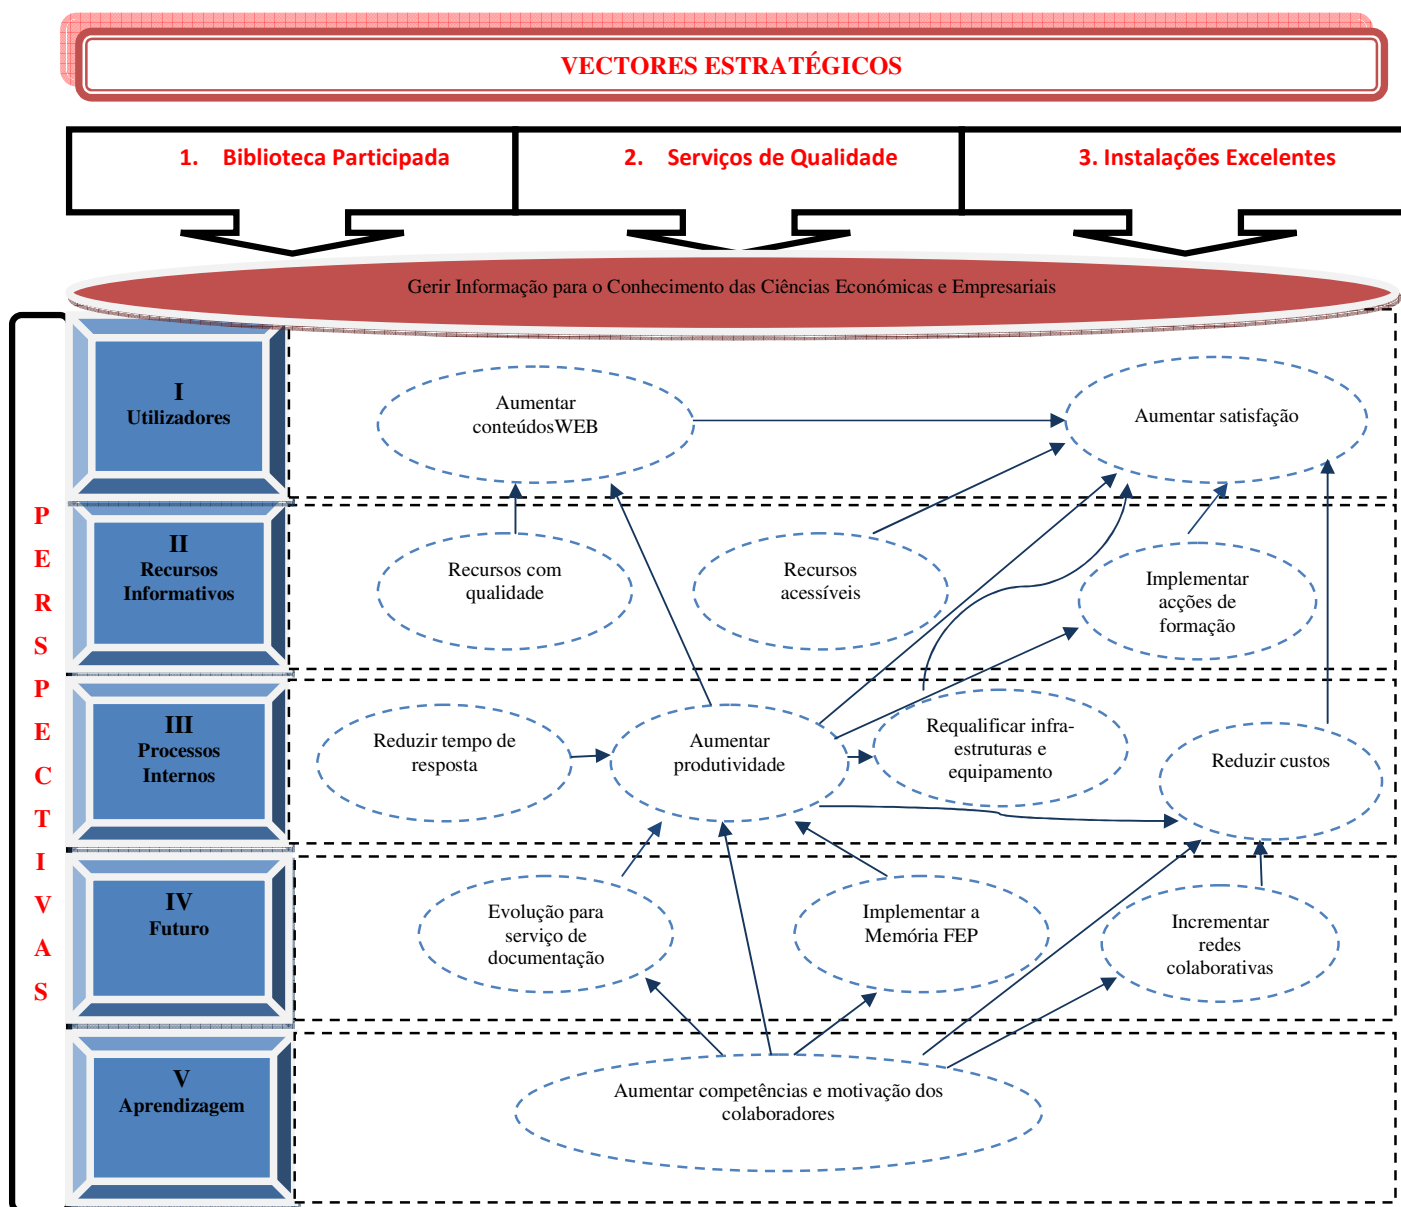 VECTORES ESTRATÉGICOS
1. Biblioteca Participada
2. Serviços de Qualidade
3. Instalações Excelentes
Gerir Informação para o Conhecimento das Ciências Económicas e Empresariais
P
E
R
S
P
E
C
T
I
V
A
S
I
Utilizadores
Aumentar
conteúdosWEB
Aumentar satisfação
II
Recursos
Informativos
Recursos com
qualidade
Recursos
acessíveis
Implementar
acções de
formação
III
Processos
Internos
Reduzir tempo de
resposta
Aumentar
produtividade
Requalificar infra-
estruturas e
equipamento
Reduzir custos
IV
Futuro
Evolução para
serviço de
documentação
Implementar a
Memória FEP
Incrementar
redes
colaborativas
V
Aprendizagem
Aumentar competências e motivação dos
colaboradores